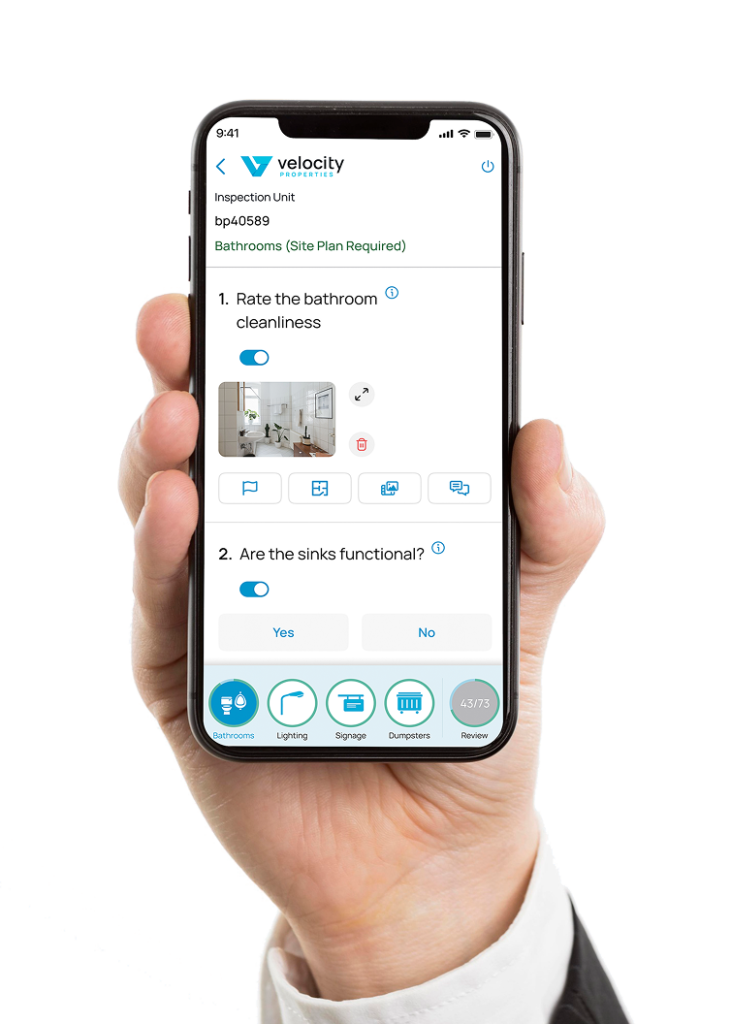 9:41
velocity
PROPERTIES
Inspection Unit
bp40589
Bathrooms (Site Plan Required)
1. Rate the bathroom
cleanliness
2. Are the sinks functional?
Yes No
43/73
Bathrooms Lighting Signage Dumpsters Review